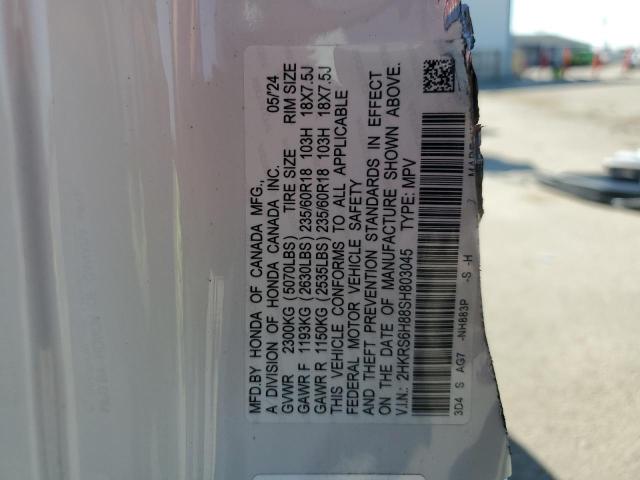 MFD.BY HONDA OF CANADA MFG.,
A DIVISION OF HONDA CANADA INC. 05/'24
GVWR 2300KG (5070LBS) TIRE SIZE RIM SIZE
GAWR F 1193KG (2630LBS) 235/60R18 103H 18X7.5J
GAWR R 1150KG (2535LBS) 235/60R18 103H 18X7.5J
THIS VEHICLE CONFORMS TO ALL APPLICABLE
FEDERAL MOTOR VEHICLE SAFETY
AND THEFT PREVENTION STANDARDS IN EFFECT
ON THE DATE OF MANUFACTURE SHOWN ABOVE.
V.I.N.: 2HKRS6H88SH803045 TYPE: MPV
3D4 S AG7 -NH883P -S -H
MADE